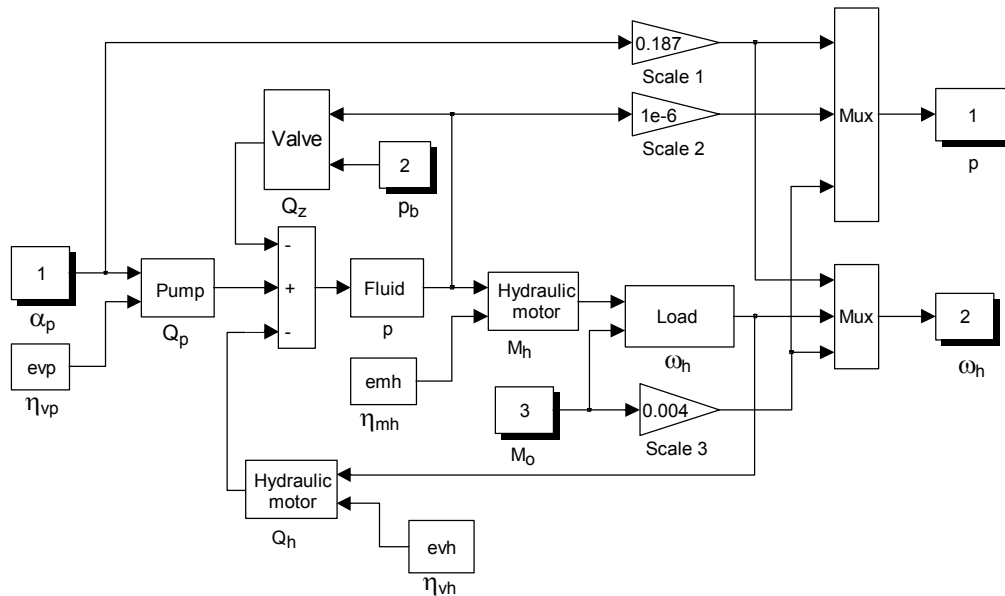 0.187
Scale 1
1e-6
Scale 2
Mux
1
p
Valve
Q_z
2
p_b
1
α_p
Pump
Q_p
-
+
-
Fluid
p
Hydraulic
motor
M_h
Load
ω_h
Mux
2
ω_h
evp
η_vp
emh
η_mh
3
M_o
0.004
Scale 3
Hydraulic
motor
Q_h
evh
η_vh